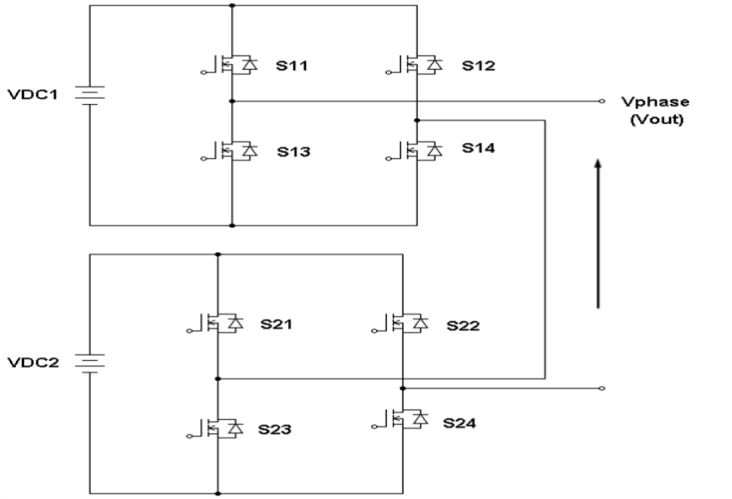 S11
S12
VDC1
Vphase
(Vout)
S13
S14
S21
S22
VDC2
S23
S24